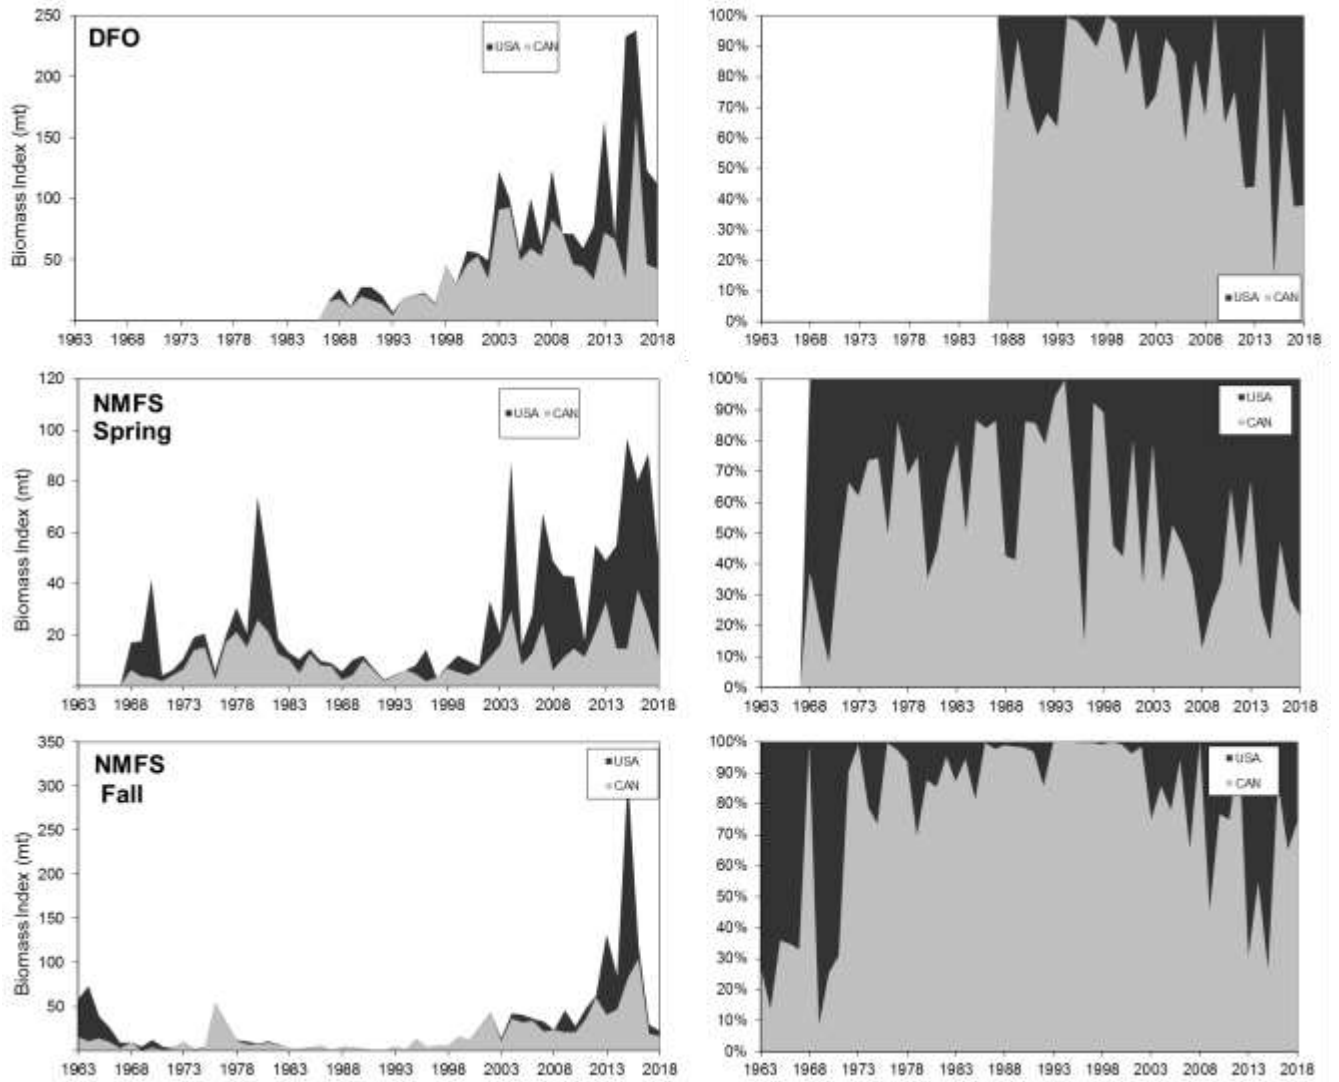 DFO
■USA ■CAN
Biomass Index (mt)
250
200
150
100
50
1963 1968 1973 1978 1983 1988 1993 1998 2003 2008 2013 2018
100%
90%
80%
70%
60%
50%
40%
30%
20%
10%
0%
■USA ■CAN
1963 1968 1973 1978 1983 1988 1993 1998 2003 2008 2013 2018
NMFS
Spring
■USA ■CAN
Biomass Index (mt)
120
100
80
60
40
20
1963 1968 1973 1978 1983 1988 1993 1998 2003 2008 2013 2018
100%
90%
80%
70%
60%
50%
40%
30%
20%
10%
0%
■USA
■CAN
1963 1968 1973 1978 1983 1988 1993 1998 2003 2008 2013 2018
NMFS
Fall
■USA
■CAN
Biomass Index (mt)
350
300
250
200
150
100
50
1963 1968 1973 1978 1983 1988 1993 1998 2003 2008 2013 2018
100%
90%
80%
70%
60%
50%
40%
30%
20%
10%
0%
■USA
■CAN
1963 1968 1973 1978 1983 1988 1993 1998 2003 2008 2013 2018